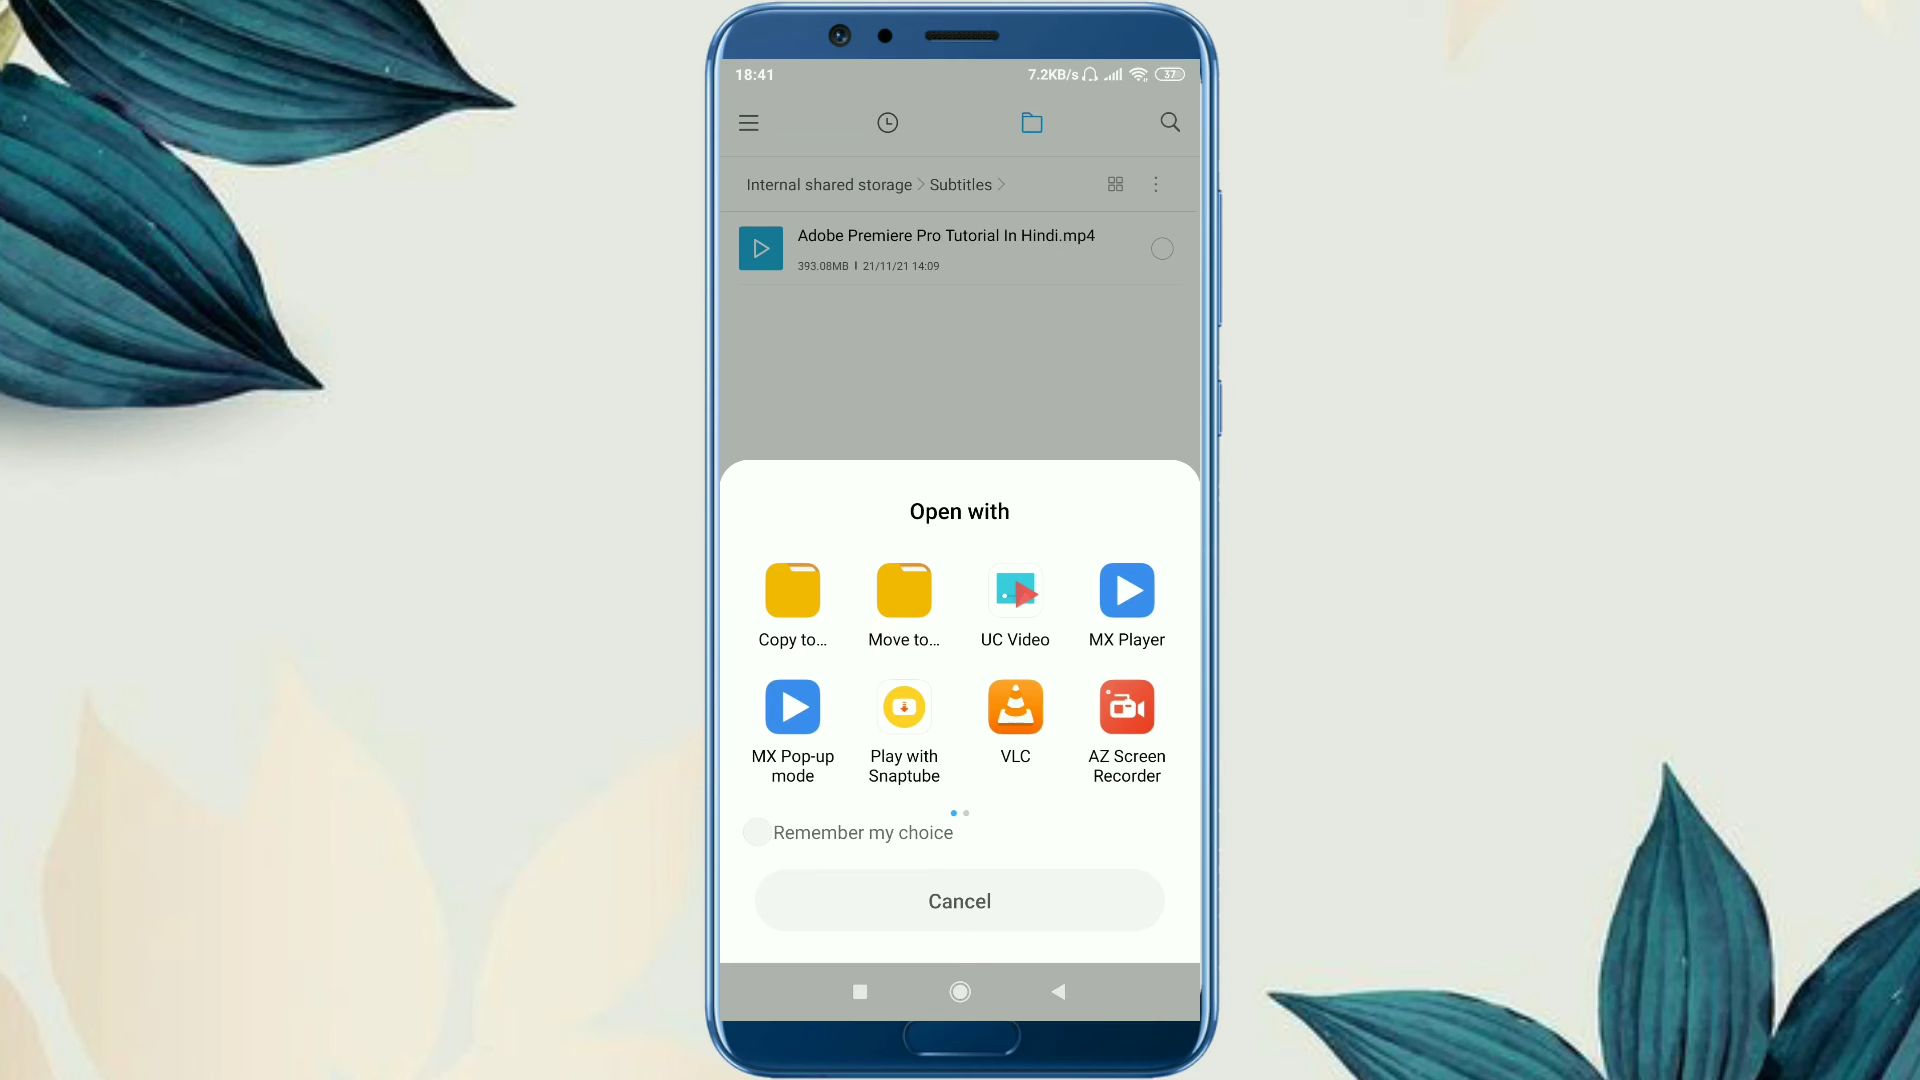 18:41 7.2KB/s 37
Internal shared storage Subtitles
Adobe Premiere Pro Tutorial In Hindi.mp4
393.08MB | 21/11/21 14:09
Open with
Copy to... Move to... UC Video MX Player
MX Pop-up mode Play with Snaptube VLC AZ Screen Recorder
Remember my choice
Cancel